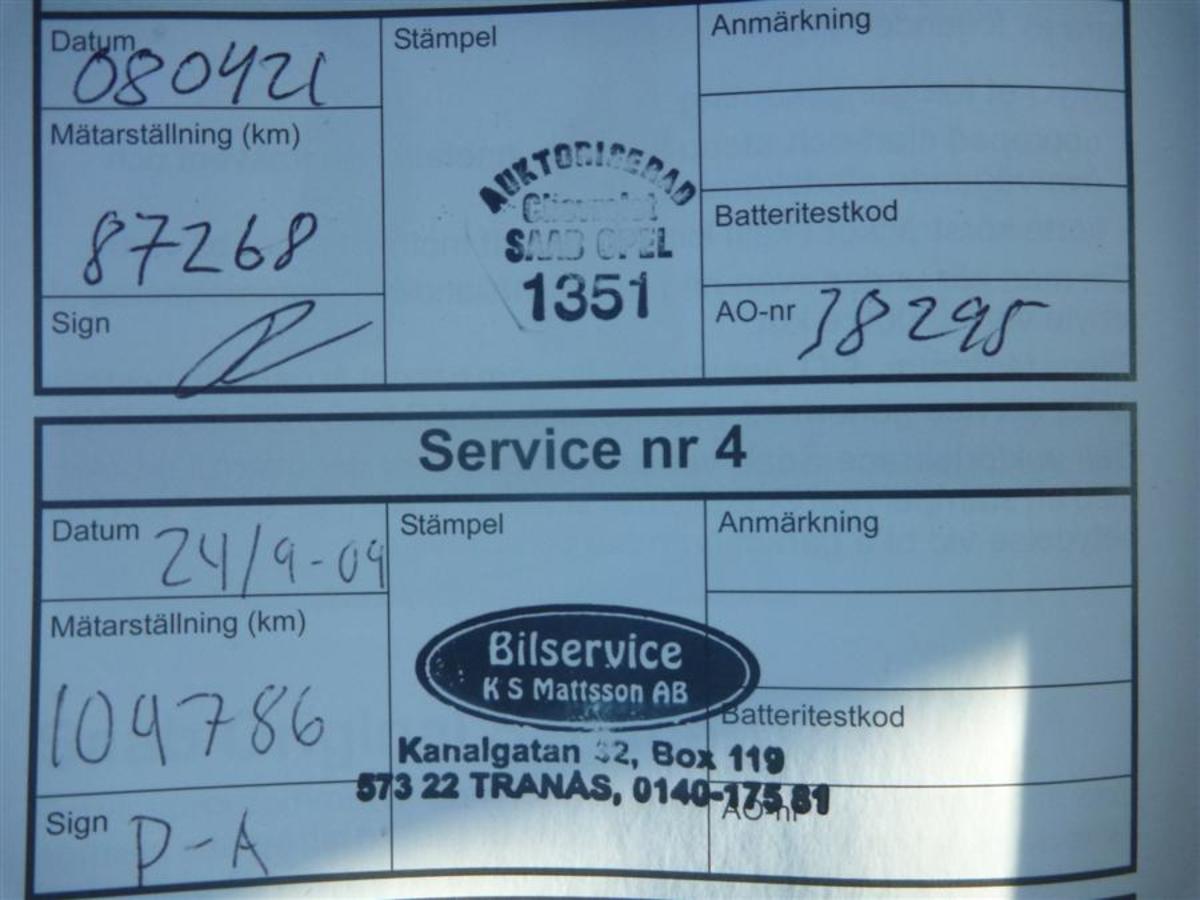 Datum 080421
Stämpel
Anmärkning
Mätarställning (km)
87268
AUKTORISERAD
Chevrolet
SAAB OPEL
1351
Batteritestkod
Sign
AO-nr 38295
Service nr 4
Datum 24/9-09
Stämpel
Anmärkning
Mätarställning (km)
109786
Bilservice
K S Mattsson AB
Kanalgatan 32, Box 119
573 22 TRANÅS, 0140-175 81
Batteritestkod
AO-nr
Sign P-A